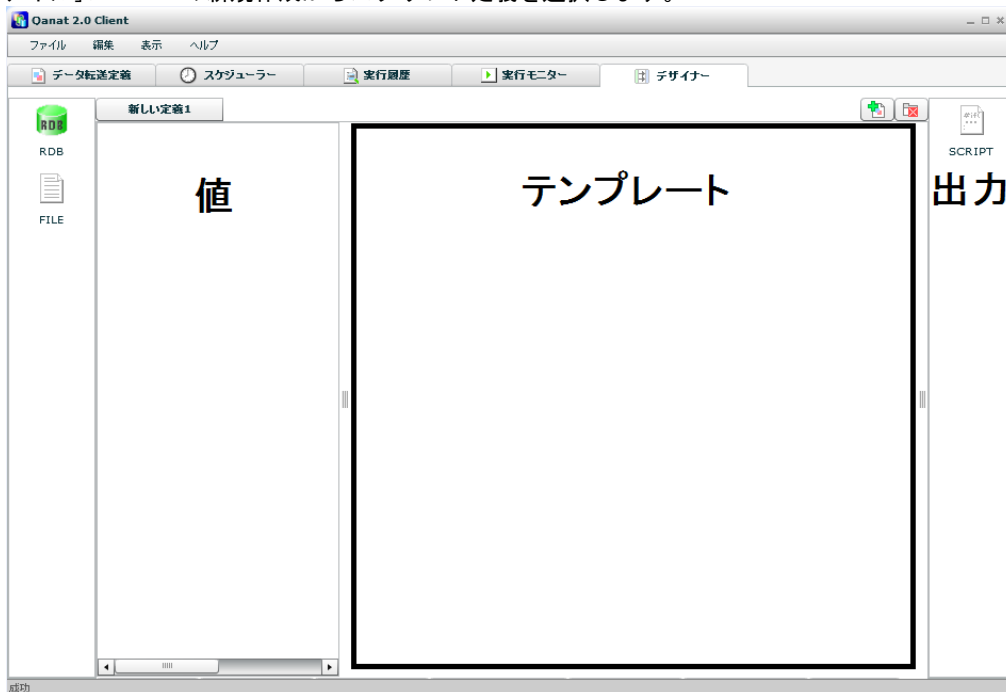 Qanat 2.0 Client
ファイル 編集 表示 ヘルプ
データ転送定義 スケジューラー 実行履歴 実行モニター デザイナー
新しい定義1
RDB
RDB
FILE
値
テンプレート
SCRIPT
出力
成功